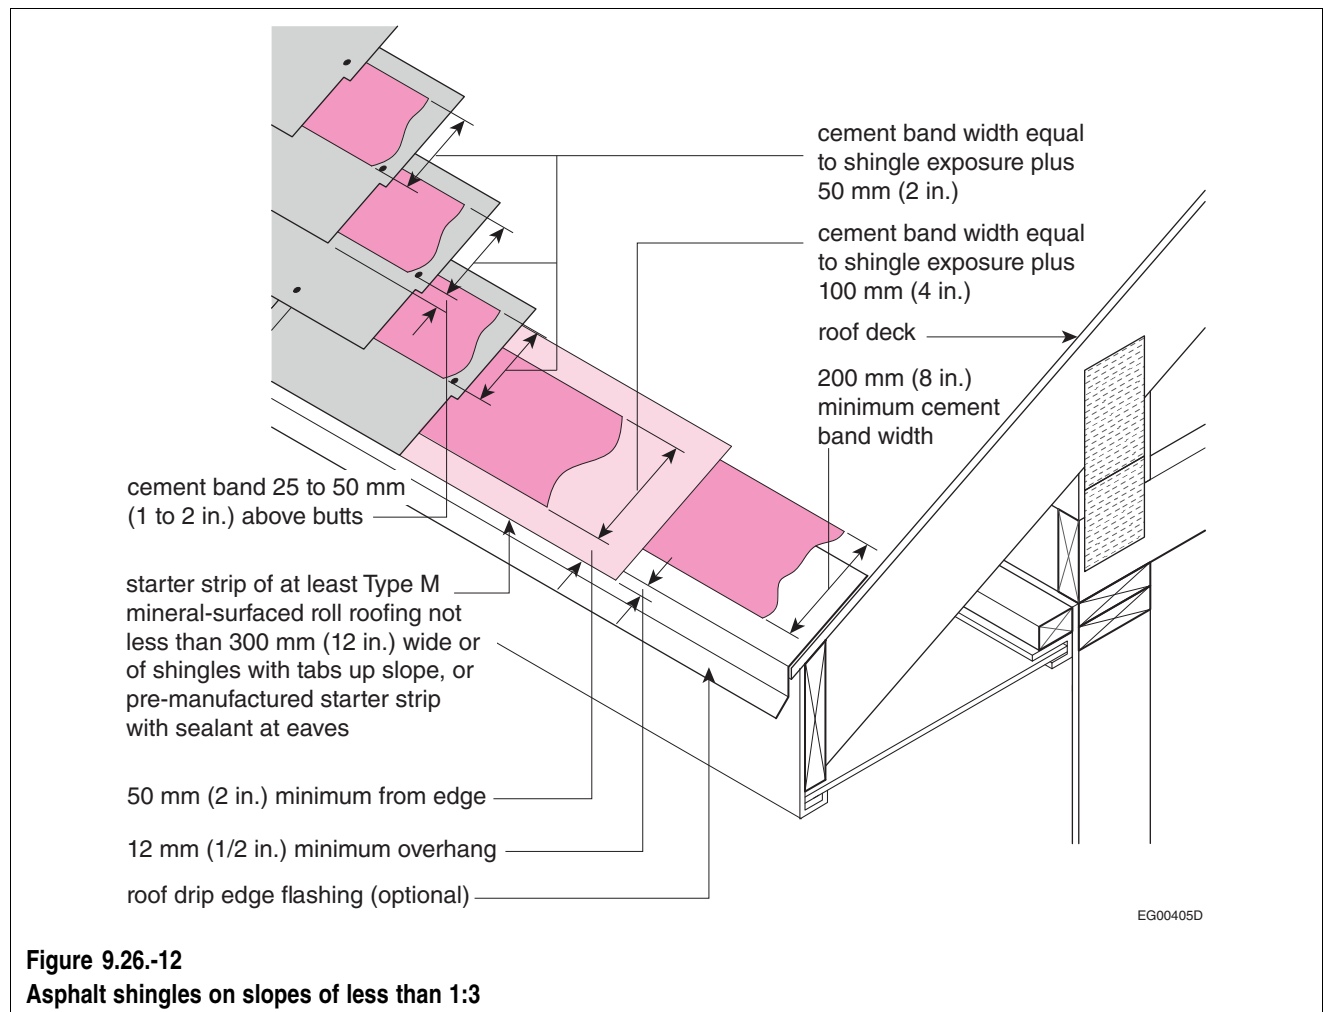 cement band width equal
to shingle exposure plus
50 mm (2 in.)
cement band width equal
to shingle exposure plus
100 mm (4 in.)
roof deck
200 mm (8 in.)
minimum cement
band width
cement band 25 to 50 mm
(1 to 2 in.) above butts
starter strip of at least Type M
mineral-surfaced roll roofing not
less than 300 mm (12 in.) wide or
of shingles with tabs up slope, or
pre-manufactured starter strip
with sealant at eaves
50 mm (2 in.) minimum from edge
12 mm (1/2 in.) minimum overhang
roof drip edge flashing (optional)
EG00405D
Figure 9.26.-12
Asphalt shingles on slopes of less than 1:3